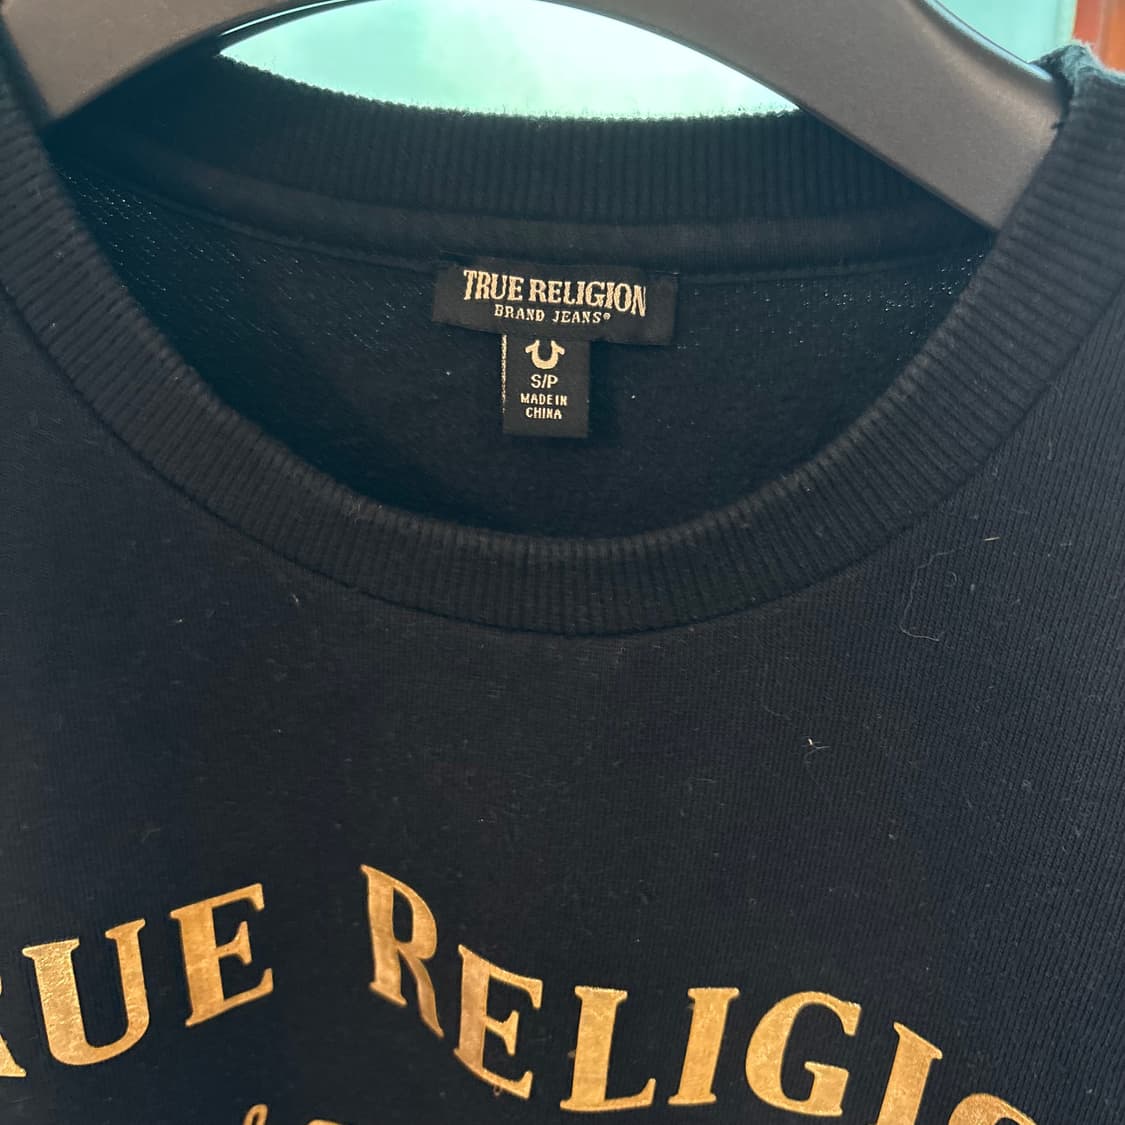 TRUE RELIGION
BRAND JEANS®
S/P
MADE IN
CHINA
RUE RELIGIO